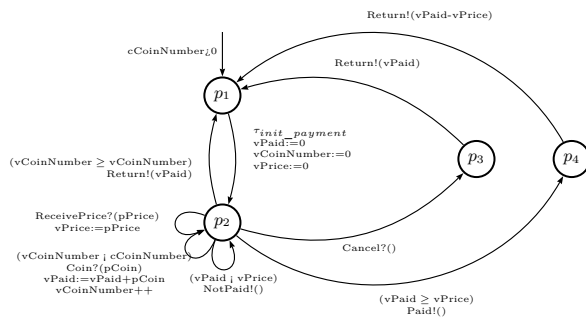 Return!(vPaid-vPrice)
cCoinNumber¿0
Return!(vPaid)
p1
τinit_payment
vPaid:=0
vCoinNumber:=0
vPrice:=0
p3
p4
(vCoinNumber ≥ vCoinNumber)
Return!(vPaid)
p2
ReceivePrice?(pPrice)
vPrice:=pPrice
(vCoinNumber ¡ cCoinNumber)
Coin?(pCoin)
vPaid:=vPaid+pCoin
vCoinNumber++
(vPaid ¡ vPrice)
NotPaid!()
Cancel?()
(vPaid ≥ vPrice)
Paid!()